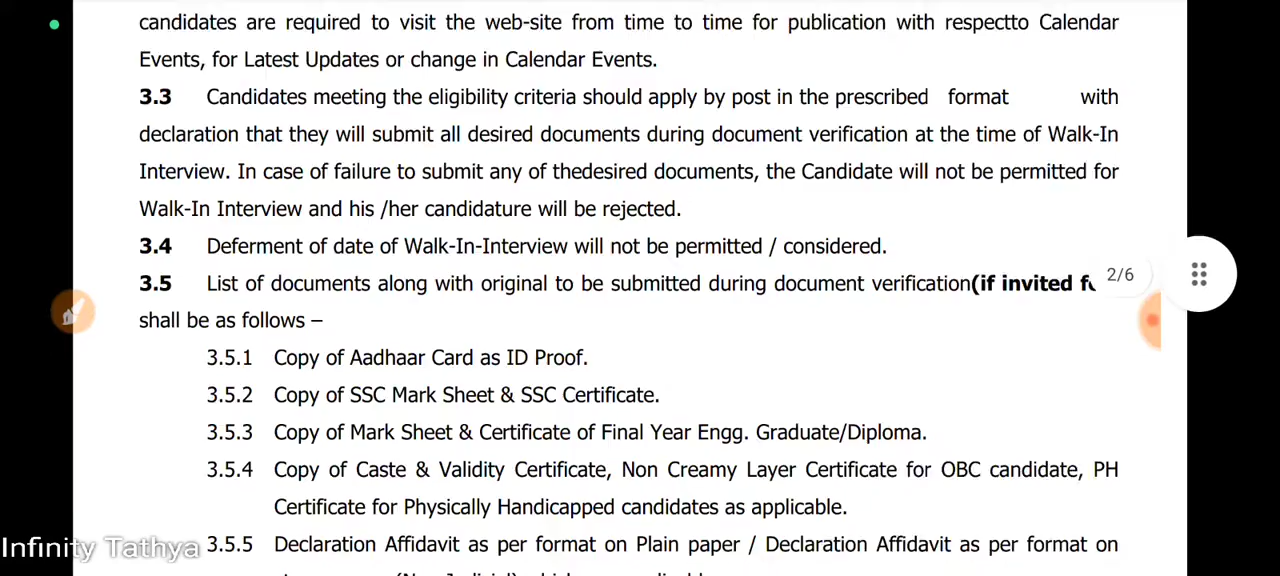 candidates are required to visit the web-site from time to time for publication with respectto Calendar
Events, for Latest Updates or change in Calendar Events.
3.3 Candidates meeting the eligibility criteria should apply by post in the prescribed format with
declaration that they will submit all desired documents during document verification at the time of Walk-In
Interview. In case of failure to submit any of thedesired documents, the Candidate will not be permitted for
Walk-In Interview and his /her candidature will be rejected.
3.4 Deferment of date of Walk-In-Interview will not be permitted / considered.
3.5 List of documents along with original to be submitted during document verification(if invited
2/6
shall be as follows –
3.5.1 Copy of Aadhaar Card as ID Proof.
3.5.2 Copy of SSC Mark Sheet & SSC Certificate.
3.5.3 Copy of Mark Sheet & Certificate of Final Year Engg. Graduate/Diploma.
3.5.4 Copy of Caste & Validity Certificate, Non Creamy Layer Certificate for OBC candidate, PH
Certificate for Physically Handicapped candidates as applicable.
Infinity Tathya
3.5.5 Declaration Affidavit as per format on Plain paper / Declaration Affidavit as per format on